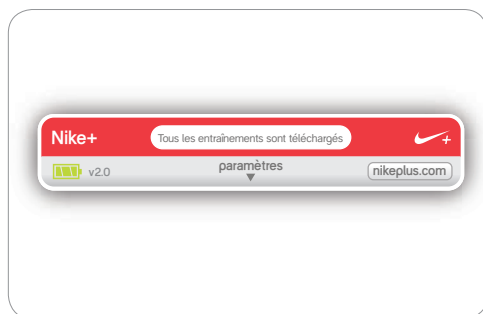 Nike+
Tous les entraînements sont téléchargés
v2.0
paramètres
nikeplus.com